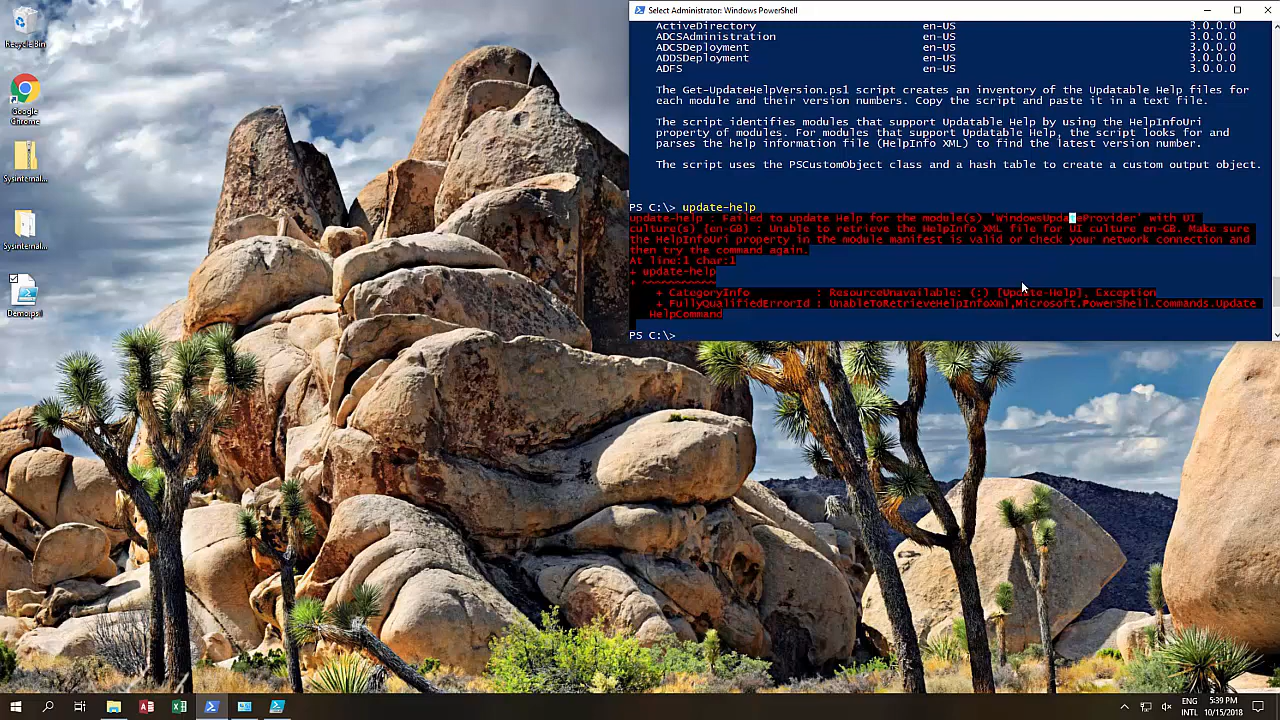 Select Administrator: Windows PowerShell
ActiveDirectory en-US 3.0.0.0
ADCSAdministration en-US 3.0.0.0
ADCSDeployment en-US 3.0.0.0
ADDSDeployment en-US 3.0.0.0
ADFS en-US 3.0.0.0
The Get-UpdateHelpVersion.ps1 script creates an inventory of the Updatable Help files for
each module and their version numbers. Copy the script and paste it in a text file.
The script identifies modules that support Updatable Help by using the HelpInfoUri
property of modules. For modules that support Updatable Help, the script looks for and
parses the help information file (HelpInfo XML) to find the latest version number.
The script uses the PSCustomObject class and a hash table to create a custom output object.
PS C:\> update-help
update-help : Failed to update Help for the module(s) 'WindowsUpdateProvider' with UI
culture(s) {en-GB} : Unable to retrieve the HelpInfo XML file for UI culture en-GB. Make sure
the HelpInfoUri property in the module manifest is valid or check your network connection and
then try the command again.
At line:1 char:1
+ update-help
+ ~~~~~~~~~~~
+ CategoryInfo : ResourceUnavailable: (:) [Update-Help], Exception
+ FullyQualifiedErrorId : UnableToRetrieveHelpInfoXml,Microsoft.PowerShell.Commands.Update
HelpCommand
PS C:\>
Recycle Bin
Google
Chrome
Sysinternal...
Sysinternal...
Demo.ps1
ENG
INTL
5:39 PM
10/15/2018